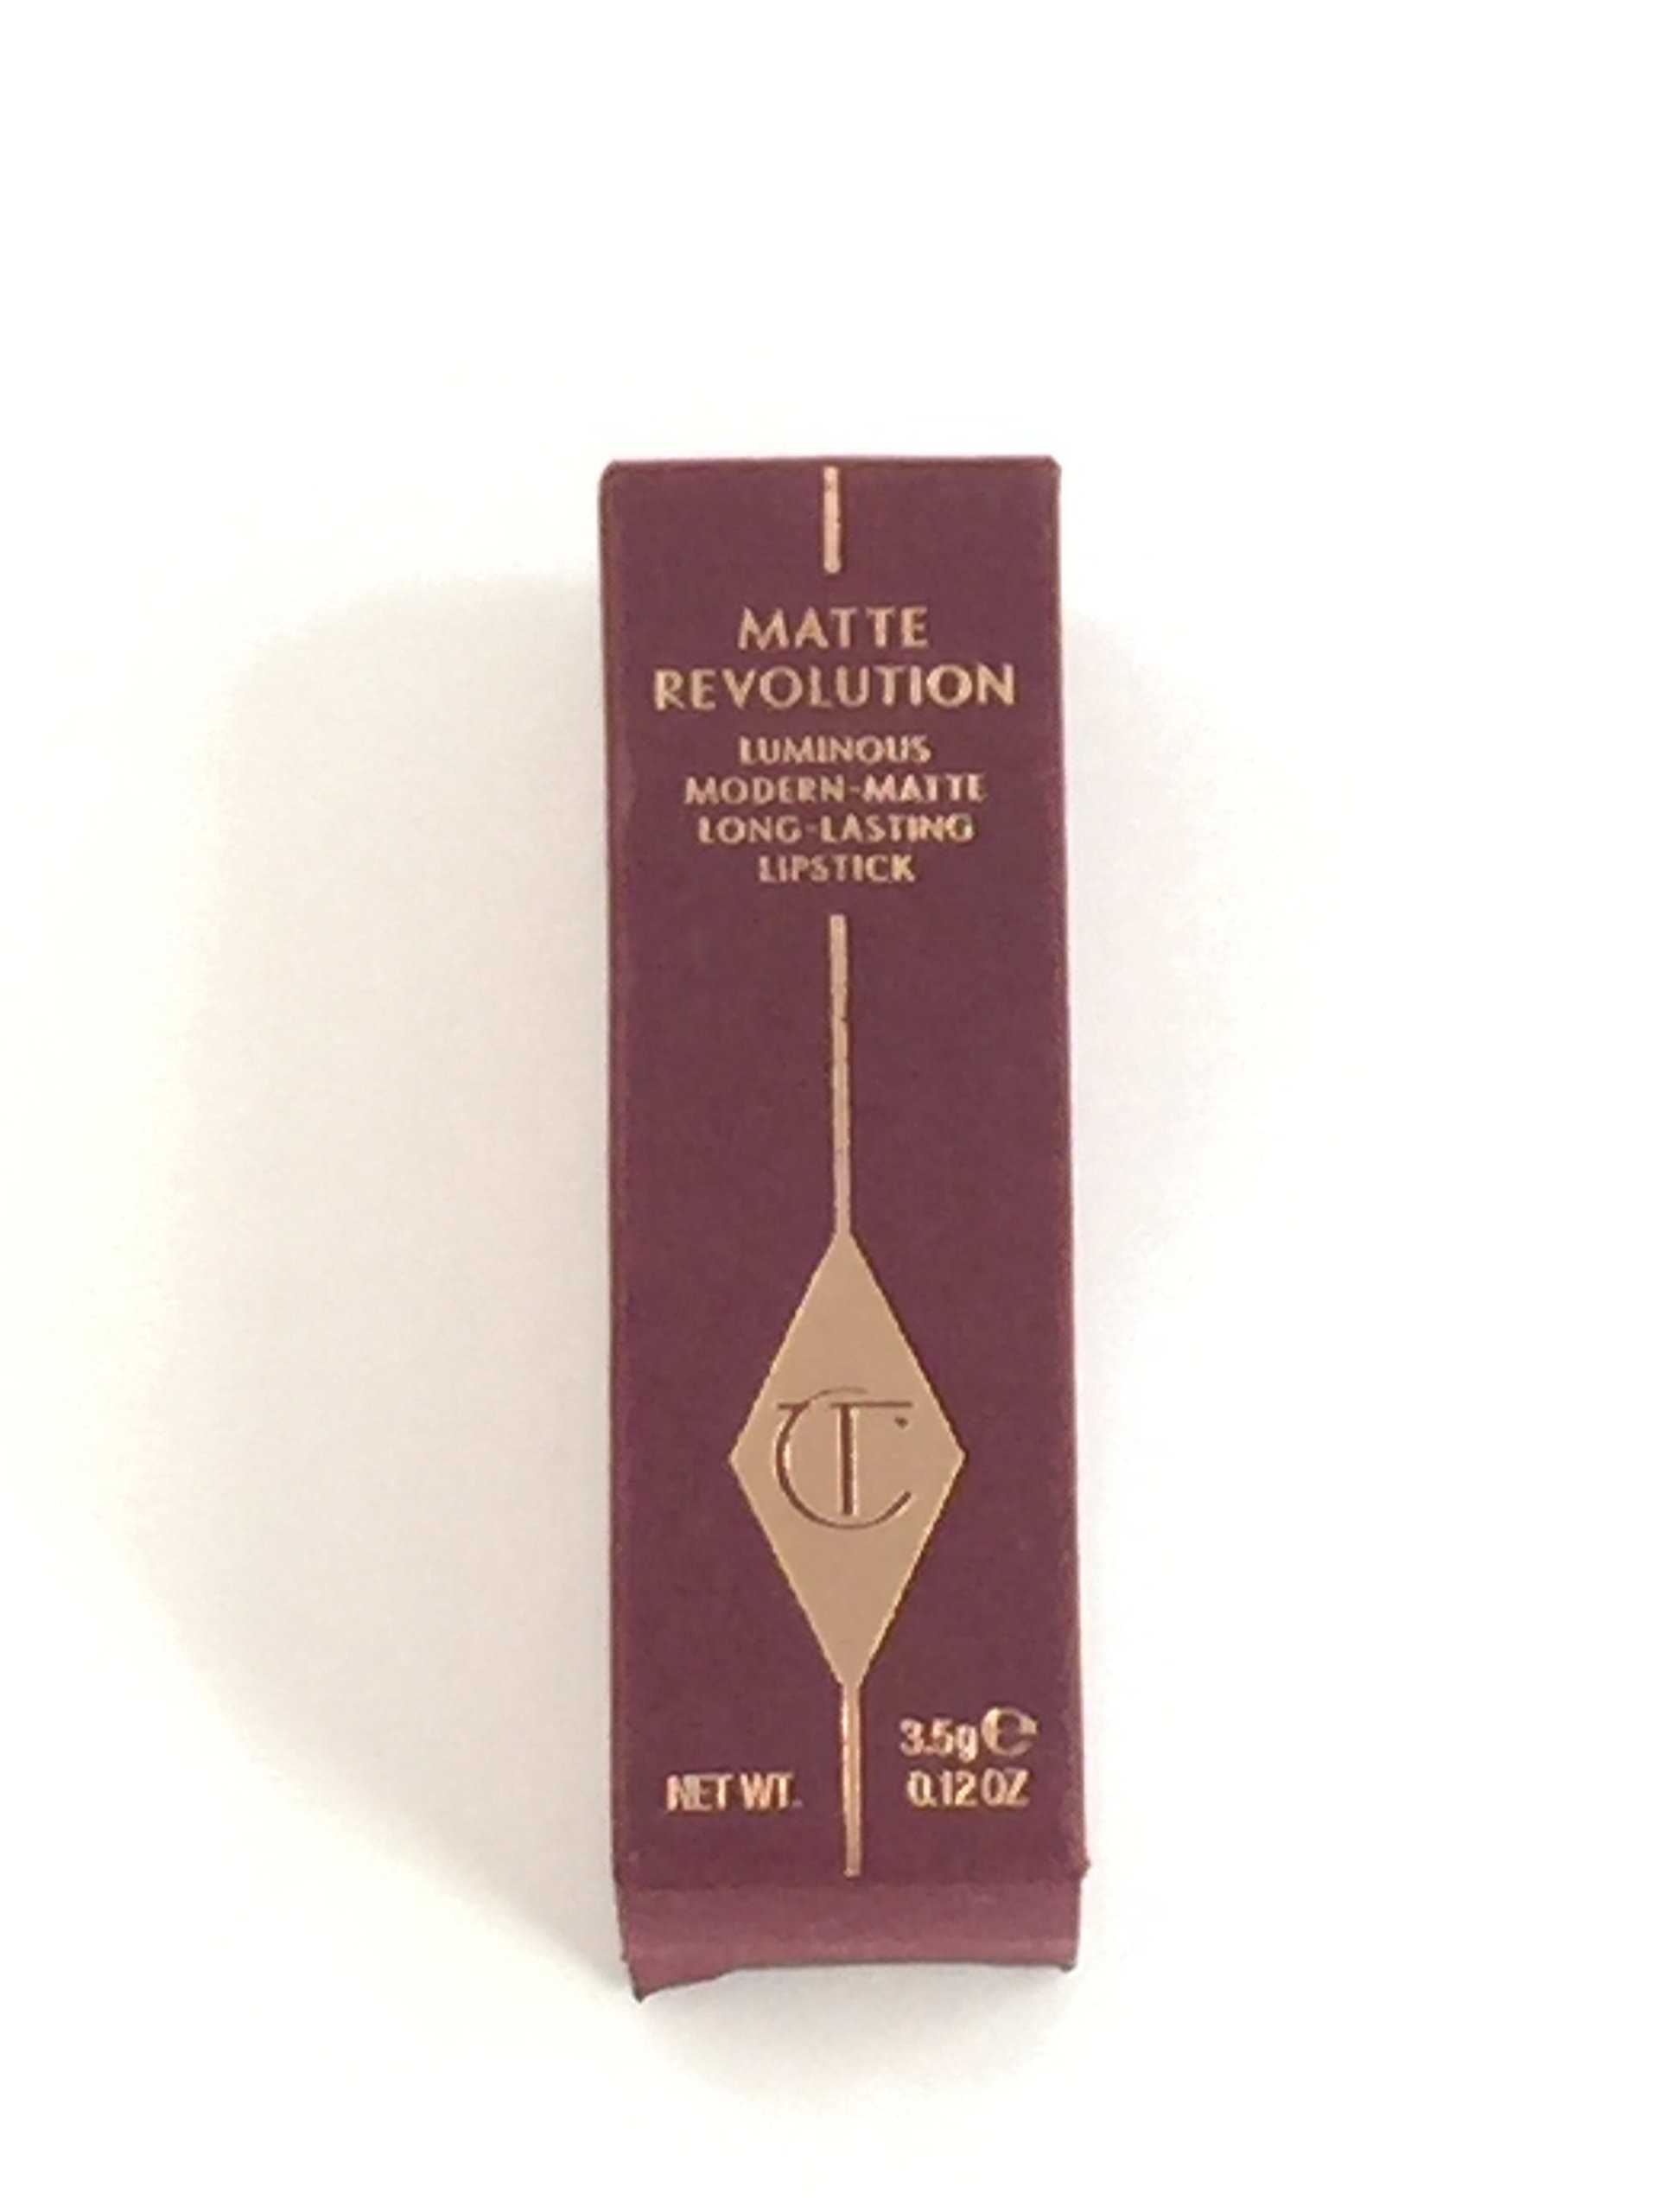 MATTE
REVOLUTION
LUMINOUS
MODERN-MATTE
LONG-LASTING
LIPSTICK
CT
3.5g ℮
NET WT. 0.12 OZ